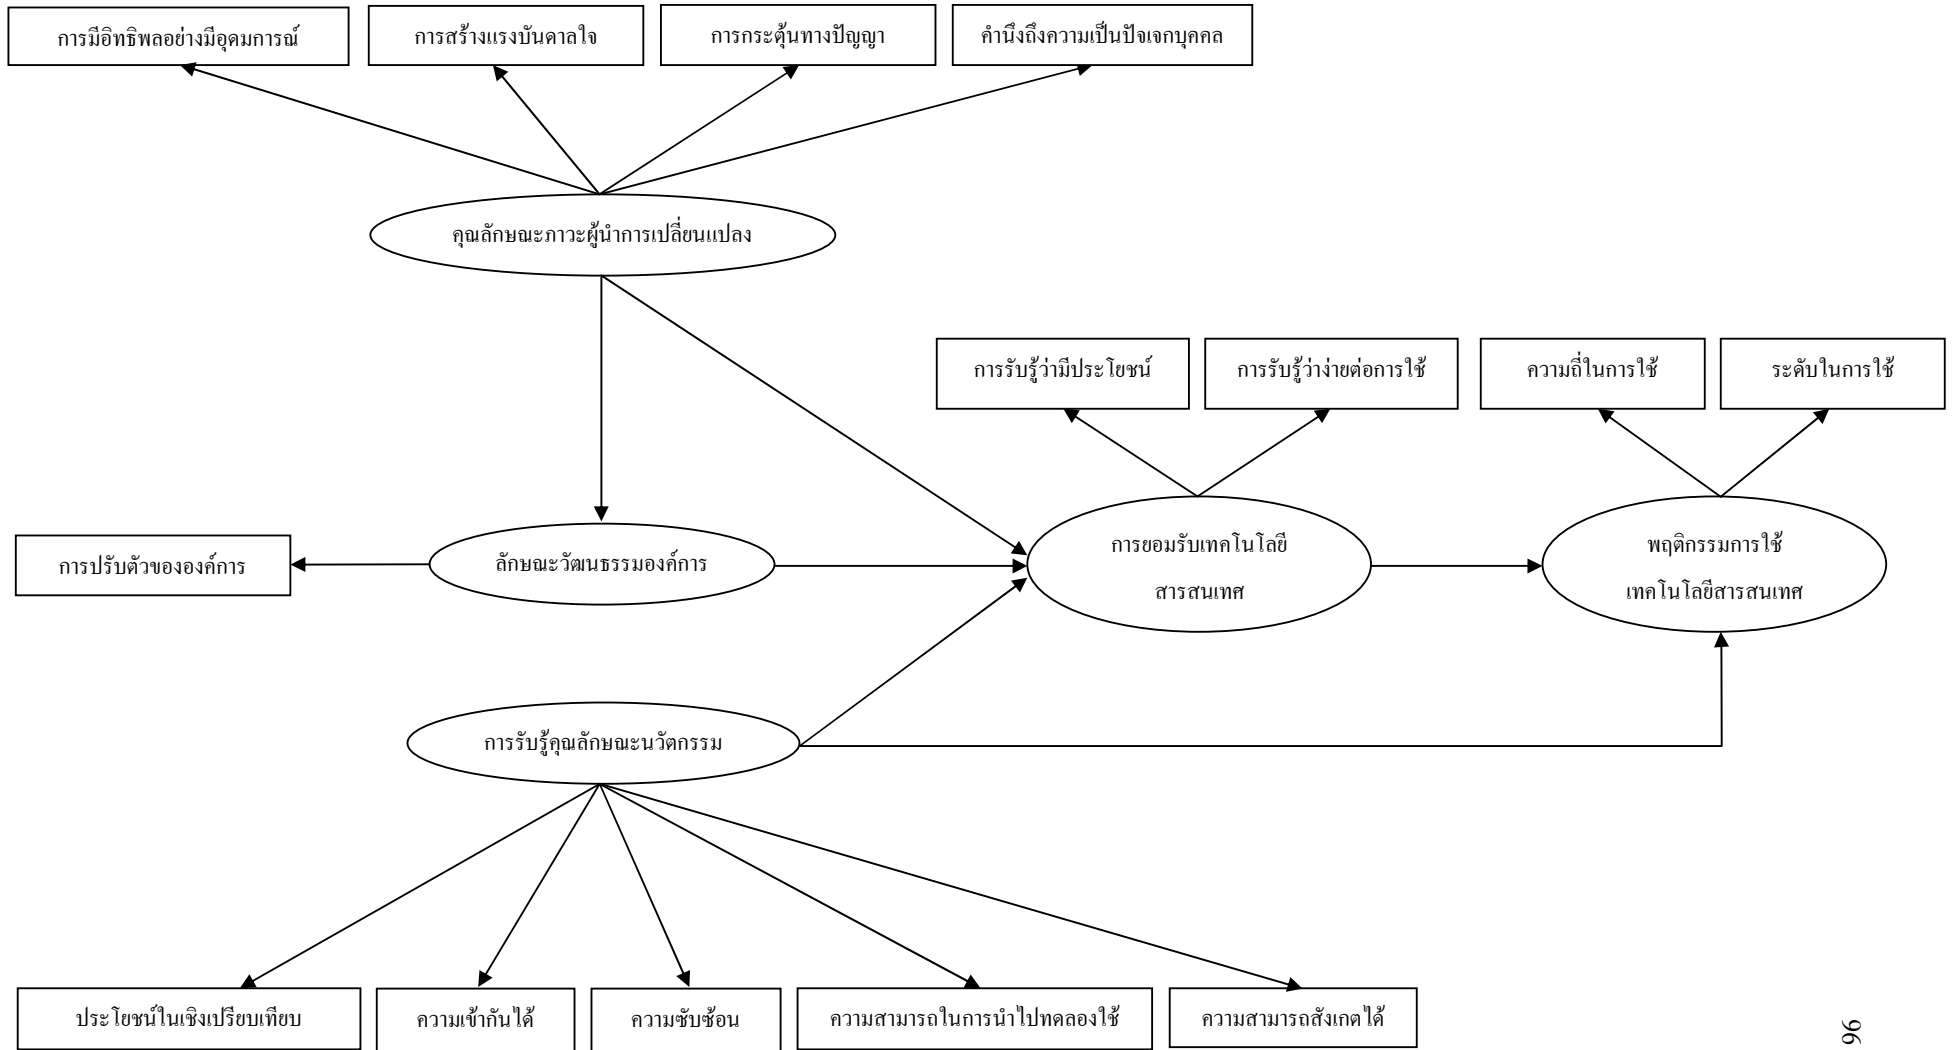 การมีอิทธิพลอย่างมีอุดมการณ์
การสร้างแรงบันดาลใจ
การกระตุ้นทางปัญญา
คำนึงถึงความเป็นปัจเจกบุคคล
คุณลักษณะภาวะผู้นำการเปลี่ยนแปลง
การรับรู้ว่ามีประโยชน์
การรับรู้ว่าง่ายต่อการใช้
ความถี่ในการใช้
ระดับในการใช้
การปรับตัวขององค์การ
ลักษณะวัฒนธรรมองค์การ
การยอมรับเทคโนโลยี
สารสนเทศ
พฤติกรรมการใช้
เทคโนโลยีสารสนเทศ
การรับรู้คุณลักษณะนวัตกรรม
ประโยชน์ในเชิงเปรียบเทียบ
ความเข้ากันได้
ความซับซ้อน
ความสามารถในการนำไปทดลองใช้
ความสามารถสังเกตได้
96